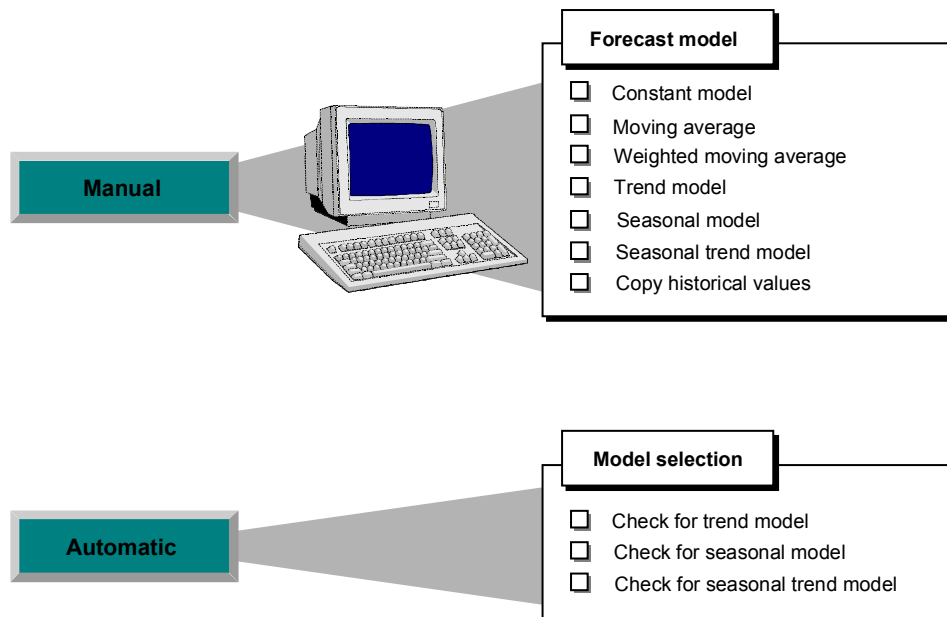 Forecast model
Constant model
Moving average
Weighted moving average
Manual
Trend model
Seasonal model
Seasonal trend model
Copy historical values
Model selection
Automatic
Check for trend model
Check for seasonal model
Check for seasonal trend model